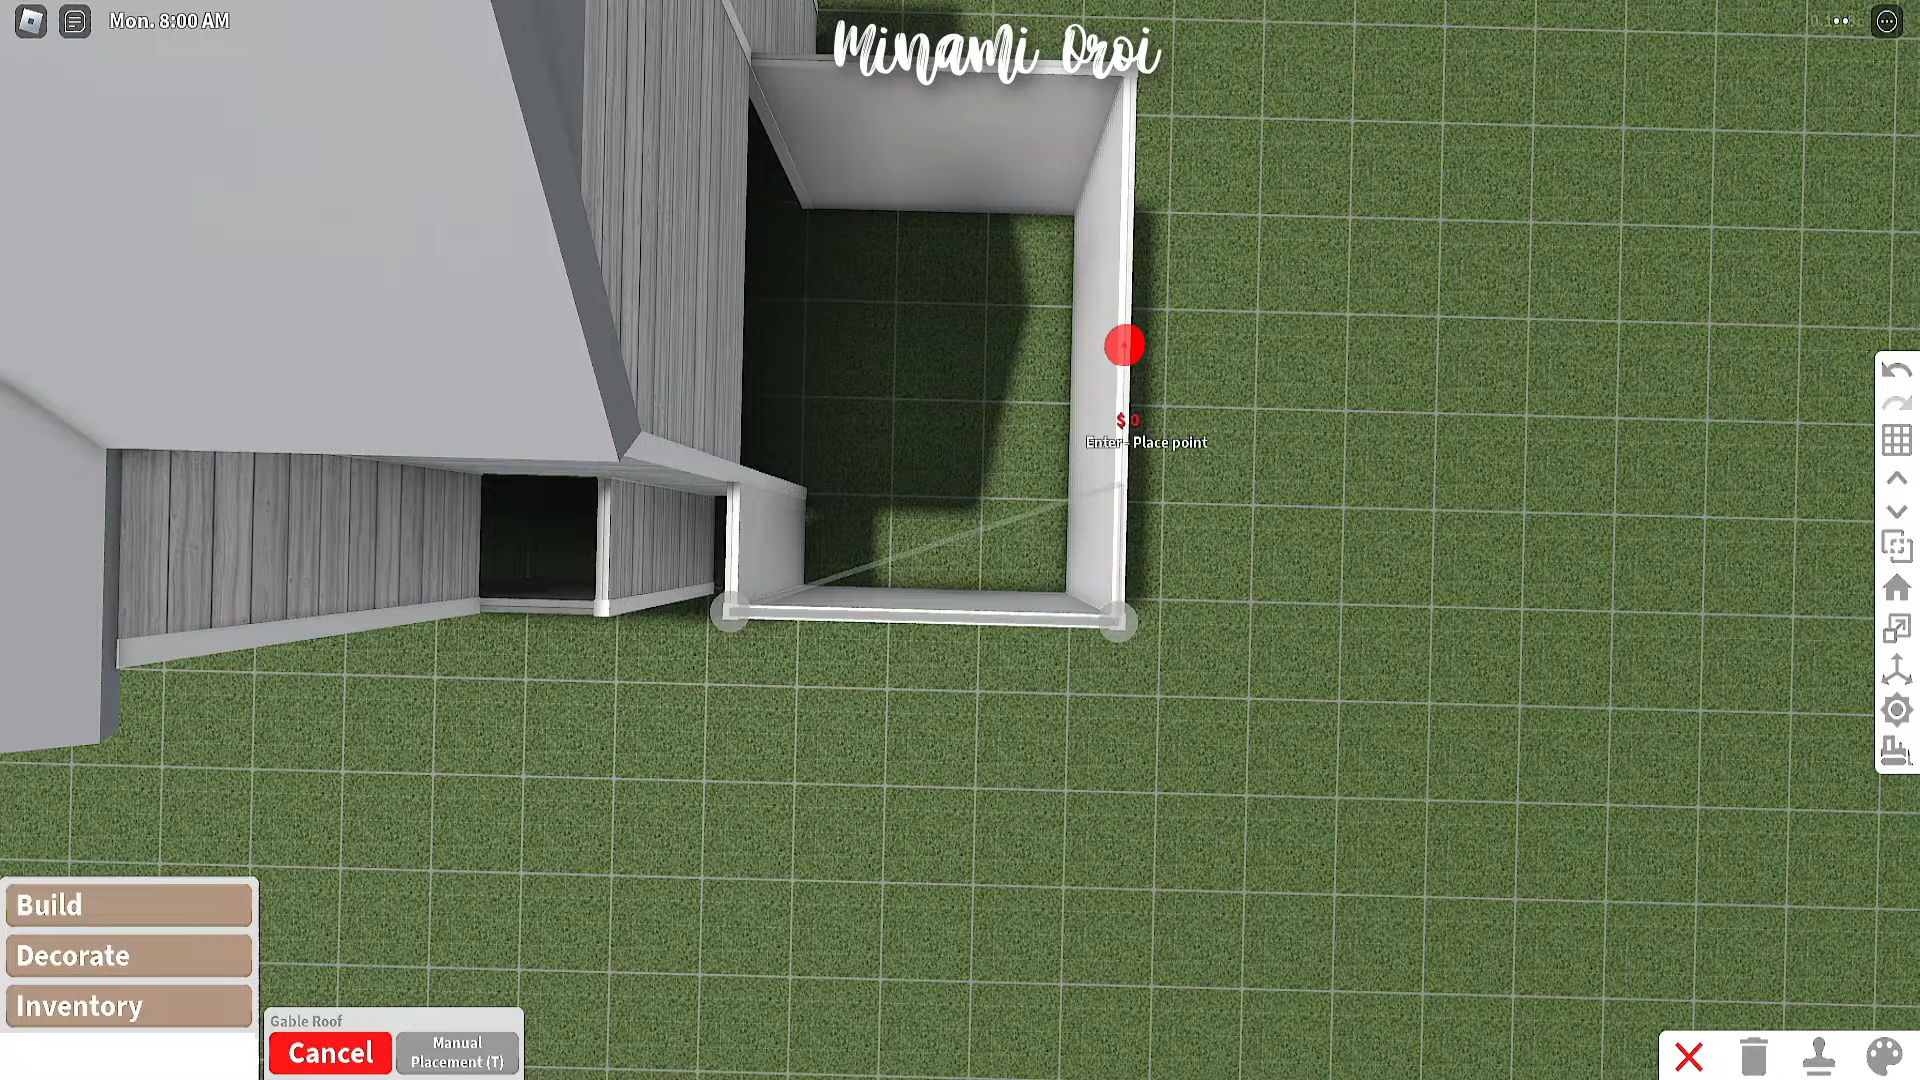 Mon. 8:00 AM
Minami Oroi
$ 0
Enter - Place point
Build
Decorate
Inventory
Gable Roof
Cancel
Manual
Placement (T)